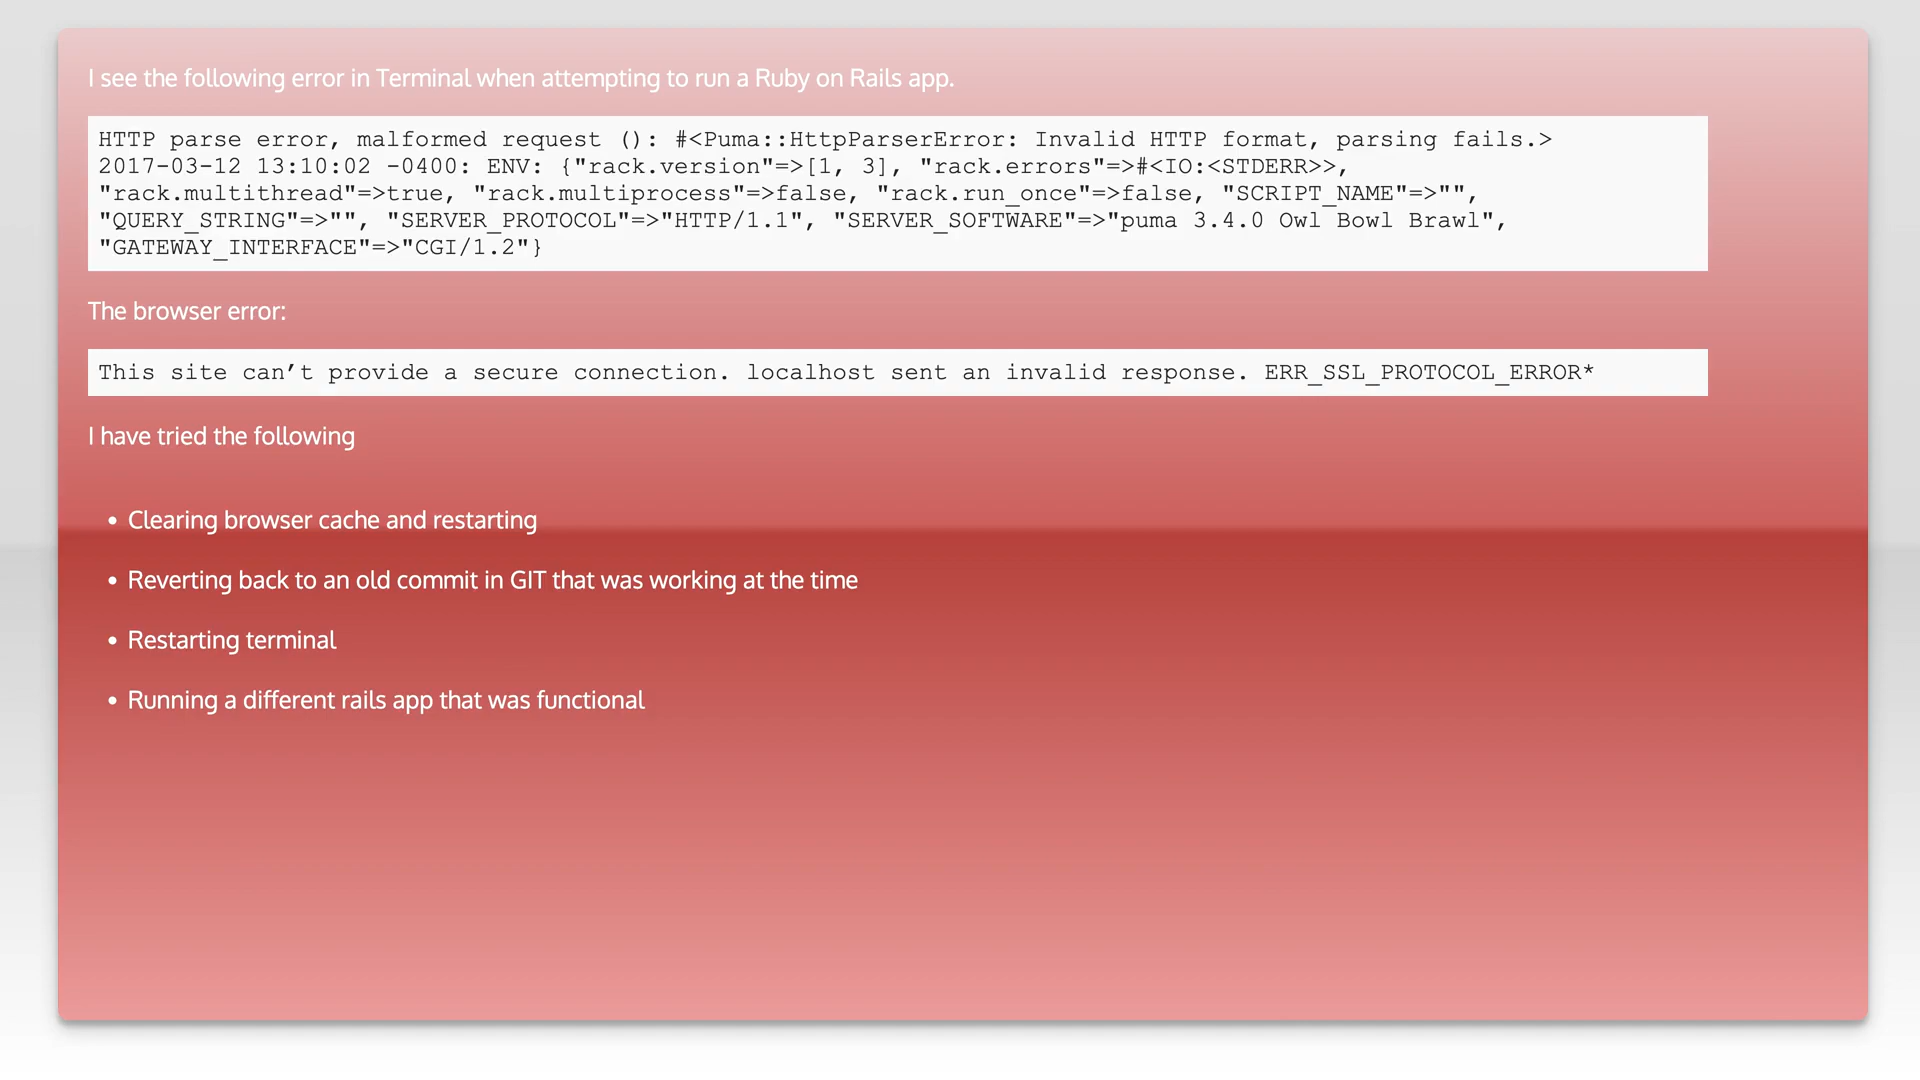 I see the following error in Terminal when attempting to run a Ruby on Rails app.
HTTP parse error, malformed request (): #<Puma::HttpParserError: Invalid HTTP format, parsing fails.>
2017-03-12 13:10:02 -0400: ENV: {"rack.version"=>[1, 3], "rack.errors"=>#<IO:<STDERR>>,
"rack.multithread"=>true, "rack.multiprocess"=>false, "rack.run_once"=>false, "SCRIPT_NAME"=>"",
"QUERY_STRING"=>"", "SERVER_PROTOCOL"=>"HTTP/1.1", "SERVER_SOFTWARE"=>"puma 3.4.0 Owl Bowl Brawl",
"GATEWAY_INTERFACE"=>"CGI/1.2"}
The browser error:
This site can’t provide a secure connection. localhost sent an invalid response. ERR_SSL_PROTOCOL_ERROR*
I have tried the following
• Clearing browser cache and restarting
• Reverting back to an old commit in GIT that was working at the time
• Restarting terminal
• Running a different rails app that was functional